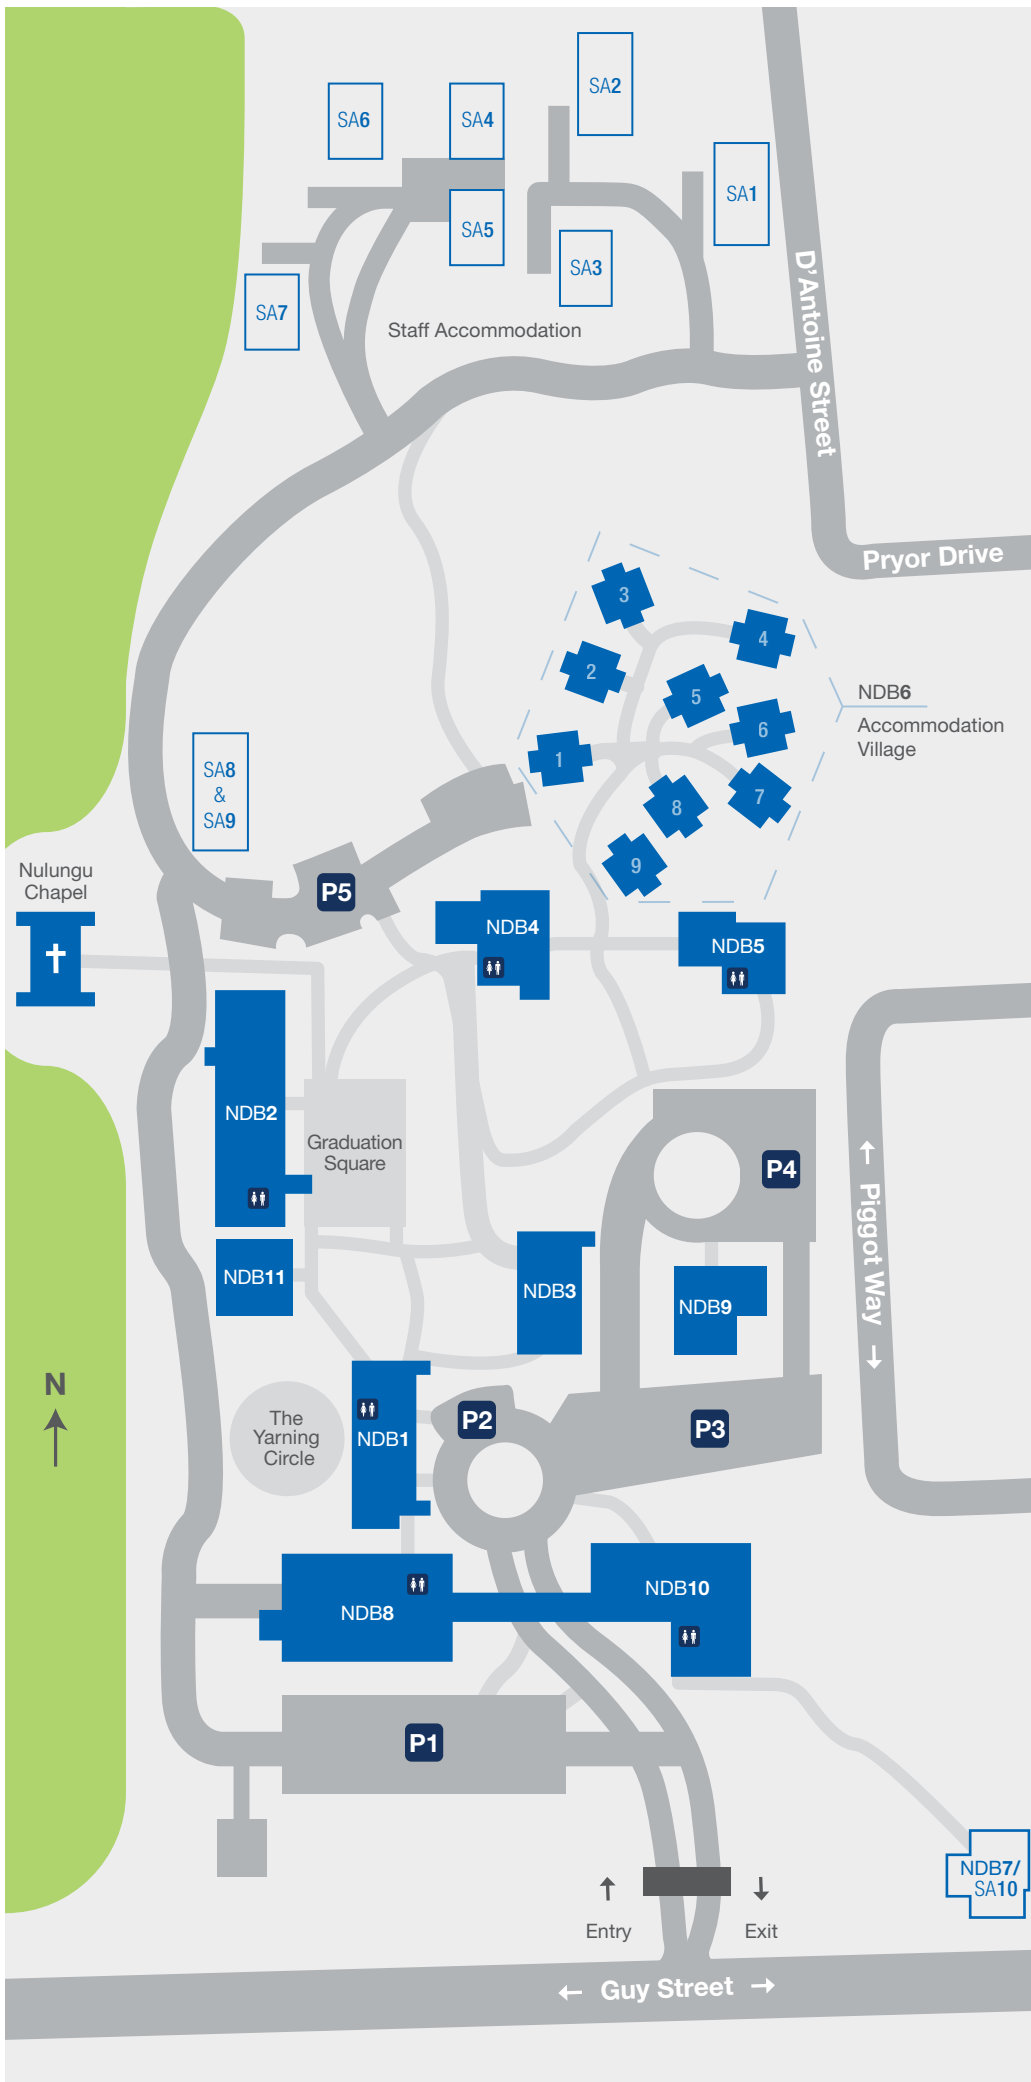 SA2
SA6
SA4
SA1
SA5
SA3
D'Antoine Street
SA7
Staff Accommodation
Pryor Drive
3
4
2
5
NDB6
Accommodation
Village
6
1
SA8
&
SA9
7
8
9
Nulungu
Chapel
P5
NDB4
NDB5
NDB2
Graduation
Square
P4
Piggot Way
NDB11
NDB3
NDB9
N
The
Yarning
Circle
NDB1
P2
P3
NDB10
NDB8
P1
NDB7/
SA10
Entry
Exit
Guy Street